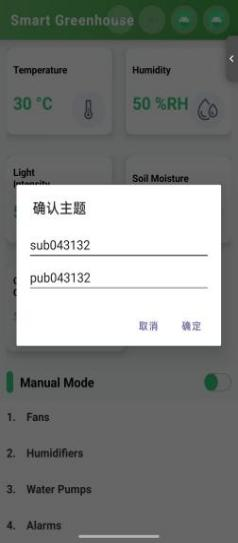 Smart Greenhouse
Temperature
Humidity
30 °C
50 %RH
Light
Intensity
Soil Moisture
确认主题
sub043132
pub043132
取消
确定
Manual Mode
1. Fans
2. Humidifiers
3. Water Pumps
4. Alarms